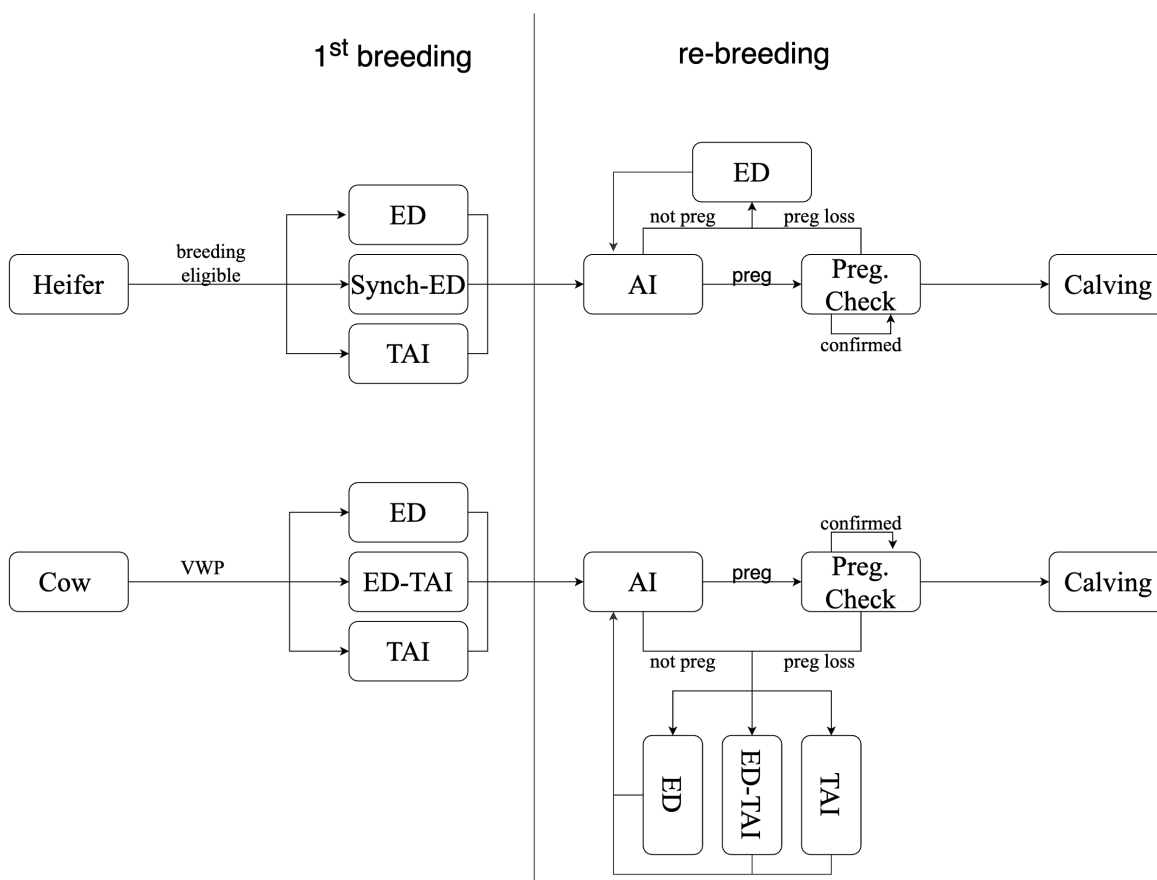 1st breeding
re-breeding
ED
not preg
preg loss
ED
breeding
eligible
Heifer
Synch-ED
AI
preg
Preg.
Check
Calving
confirmed
TAI
ED
confirmed
VWP
Cow
ED-TAI
AI
preg
Preg.
Check
Calving
TAI
not preg
preg loss
ED
ED-TAI
TAI